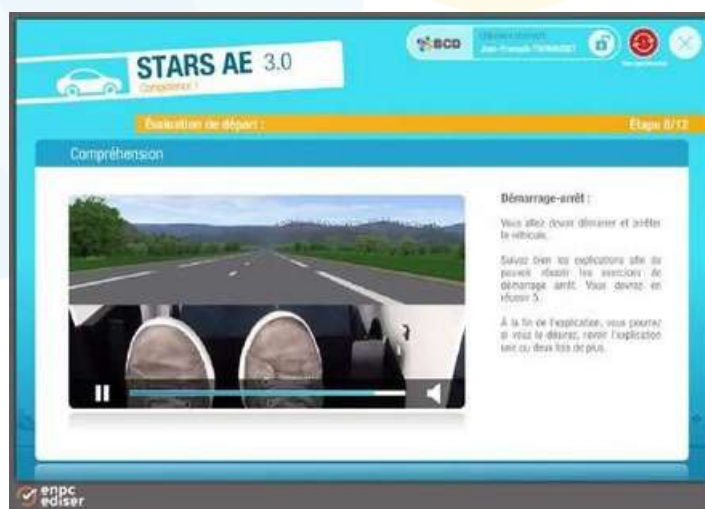 STARS AE 3.0
Compétence 1
BCD
Évaluation de départ :
Étape 8/12
Compréhension
Démarrage-arrêt :
Vous allez devoir démarrer et arrêter
le véhicule.
Suivez bien les explications afin de
pouvoir réussir les exercices de
démarrage arrêt. Vous devrez en
réussir 5.
À la fin de l'explication, vous pourrez
si vous le désirez, revoir l'explication
une ou deux fois de plus.
enpc
ediser